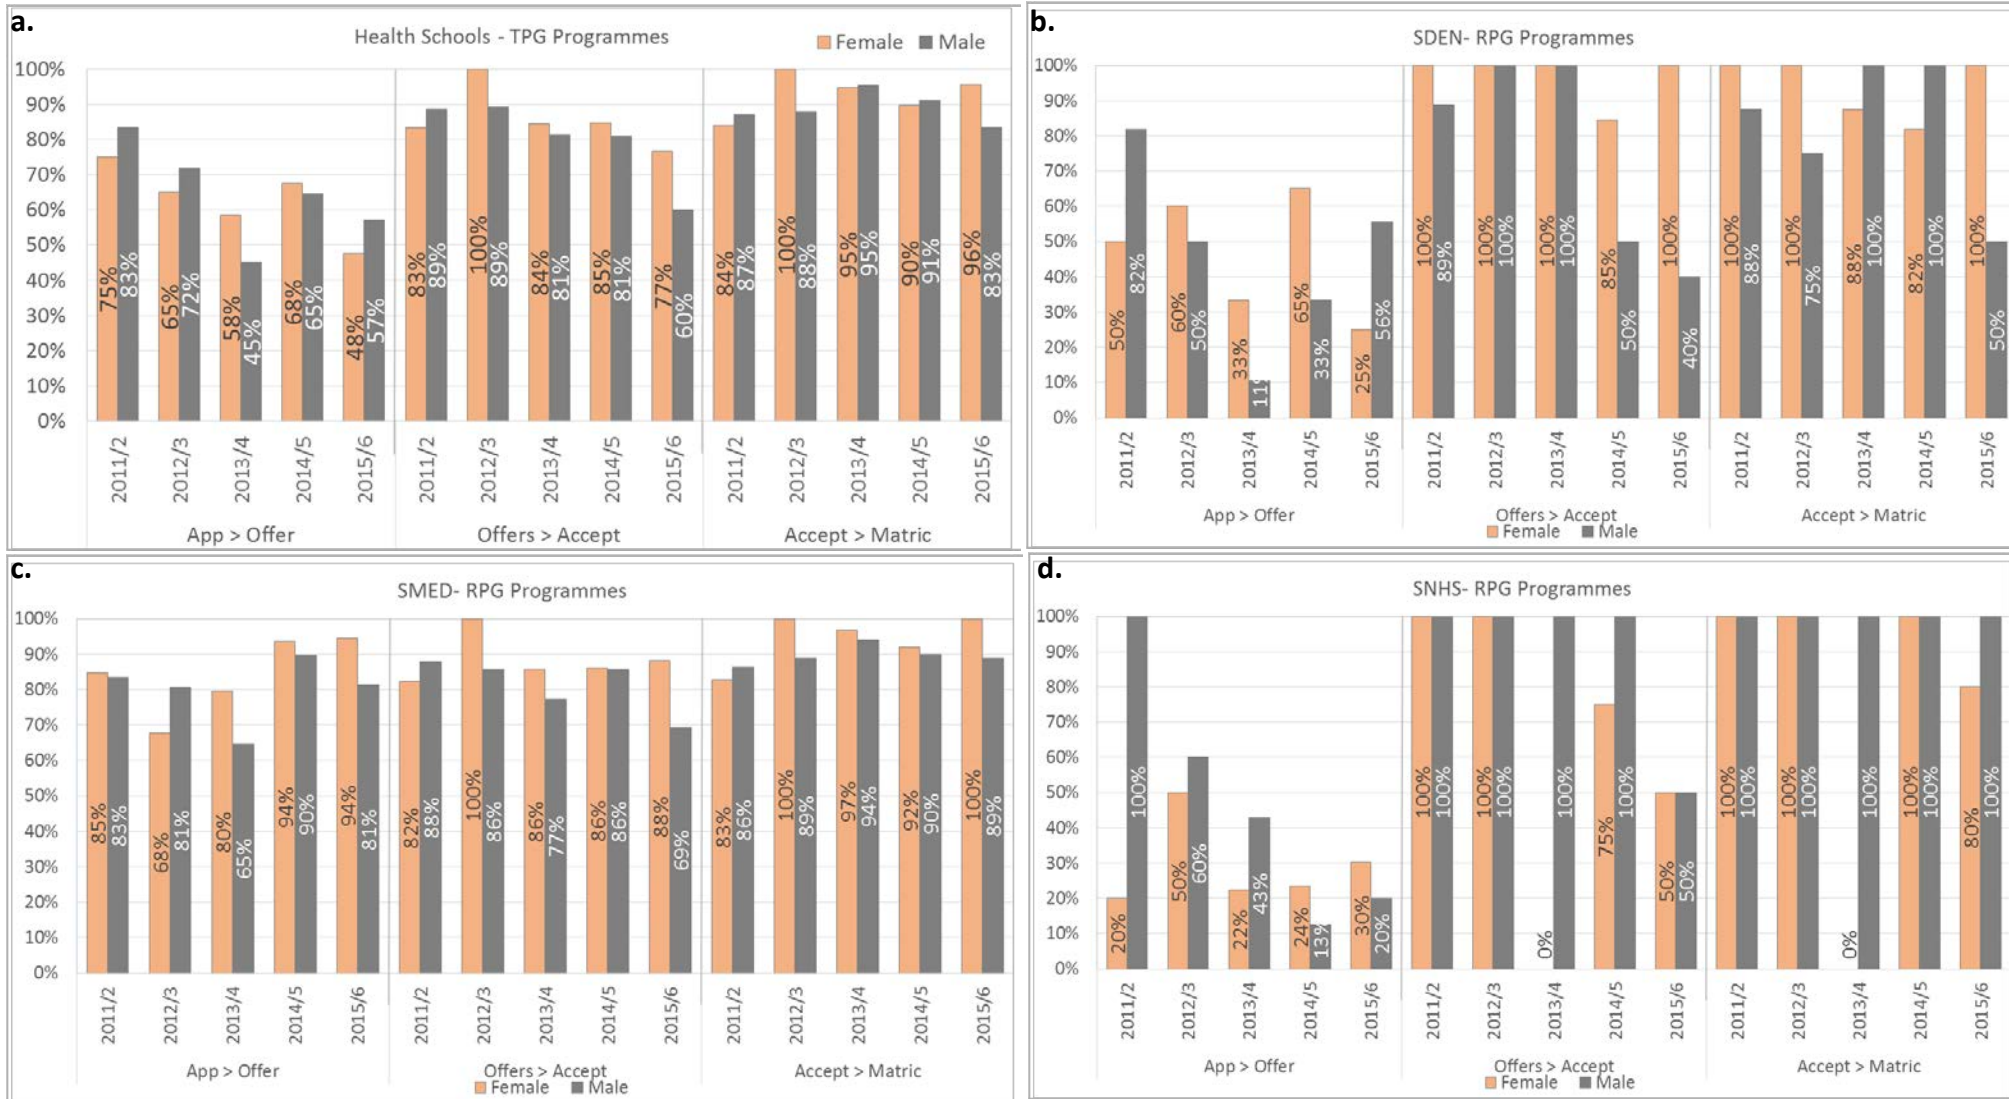 a.
Health Schools - TPG Programmes
Female Male
100%
90%
80%
70%
60%
50%
40%
30%
20%
10%
0%
75% 83% 65% 72% 58% 45% 68% 65% 48% 57% 83% 89% 100% 89% 84% 81% 85% 81% 77% 60% 84% 87% 100% 88% 95% 95% 90% 91% 96% 83%
2011/2 2012/3 2013/4 2014/5 2015/6 2011/2 2012/3 2013/4 2014/5 2015/6 2011/2 2012/3 2013/4 2014/5 2015/6
App > Offer Offers > Accept Accept > Matric
b.
SDEN- RPG Programmes
100%
90%
80%
70%
60%
50%
40%
30%
20%
10%
0%
50% 82% 60% 50% 33% 11% 65% 33% 25% 56% 100% 89% 100% 100% 100% 100% 85% 50% 100% 40% 100% 88% 100% 75% 88% 100% 82% 100% 100% 50%
2011/2 2012/3 2013/4 2014/5 2015/6 2011/2 2012/3 2013/4 2014/5 2015/6 2011/2 2012/3 2013/4 2014/5 2015/6
App > Offer Offers > Accept Accept > Matric
Female Male
c.
SMED- RPG Programmes
100%
90%
80%
70%
60%
50%
40%
30%
20%
10%
0%
85% 83% 68% 81% 80% 65% 94% 90% 94% 81% 82% 88% 100% 86% 86% 77% 86% 86% 88% 69% 83% 86% 100% 89% 97% 94% 92% 90% 100% 89%
2011/2 2012/3 2013/4 2014/5 2015/6 2011/2 2012/3 2013/4 2014/5 2015/6 2011/2 2012/3 2013/4 2014/5 2015/6
App > Offer Offers > Accept Accept > Matric
Female Male
d.
SNHS- RPG Programmes
100%
90%
80%
70%
60%
50%
40%
30%
20%
10%
0%
20% 100% 50% 60% 22% 43% 24% 13% 30% 20% 100% 100% 100% 100% 0% 100% 75% 100% 50% 50% 100% 100% 100% 100% 0% 100% 100% 100% 80% 100%
2011/2 2012/3 2013/4 2014/5 2015/6 2011/2 2012/3 2013/4 2014/5 2015/6 2011/2 2012/3 2013/4 2014/5 2015/6
App > Offer Offers > Accept Accept > Matric
Female Male